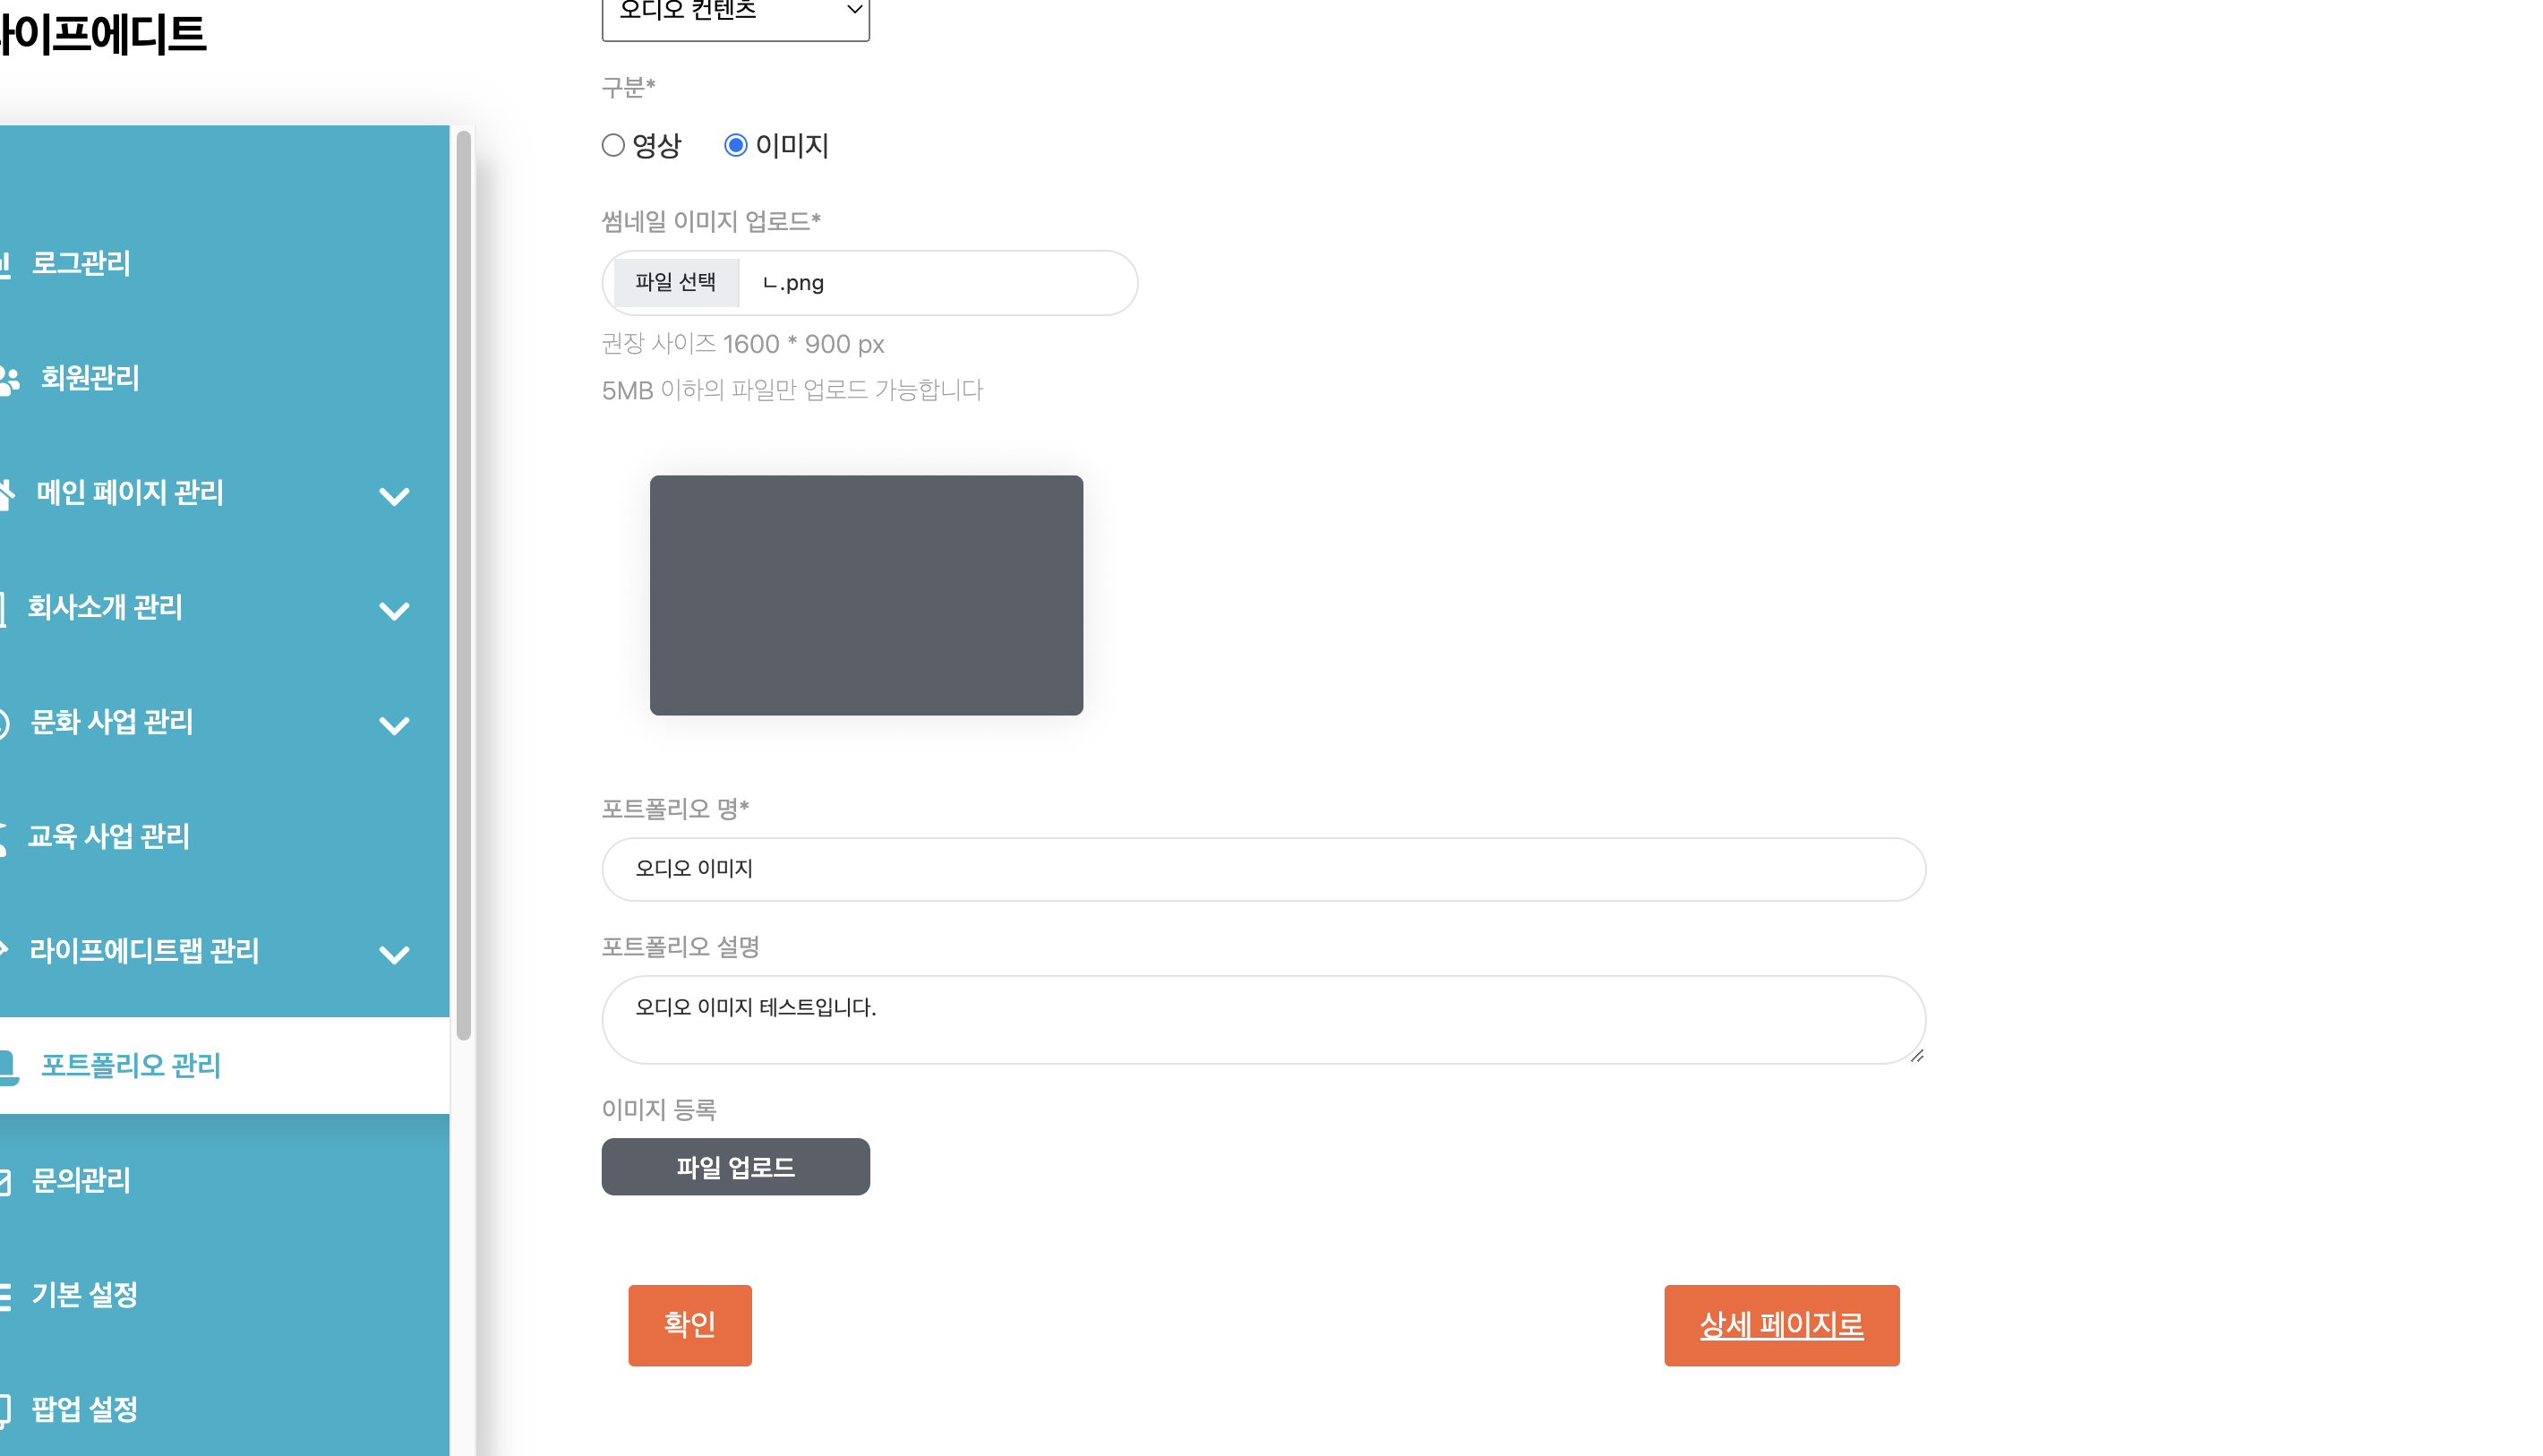 라이프에디트
로그관리
회원관리
메인 페이지 관리
회사소개 관리
문화 사업 관리
교육 사업 관리
라이프에디트랩 관리
포트폴리오 관리
문의관리
기본 설정
팝업 설정
오디오 컨텐츠
구분*
영상 이미지
썸네일 이미지 업로드*
파일 선택 ㄴ.png
권장 사이즈 1600 * 900 px
5MB 이하의 파일만 업로드 가능합니다
포트폴리오 명*
오디오 이미지
포트폴리오 설명
오디오 이미지 테스트입니다.
이미지 등록
파일 업로드
확인 상세 페이지로